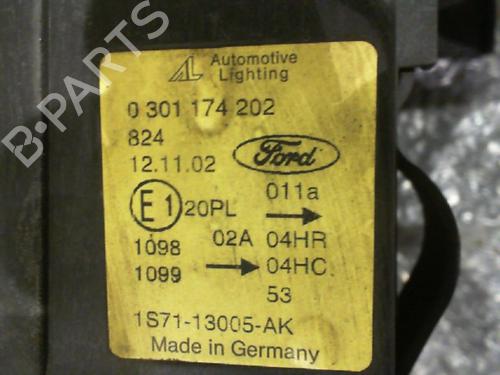 B-PARTS
AL Automotive
Lighting
0 301 174 202
824
12.11.02
Ford
011a
E1 20PL
02A 04HR
1098
1099 04HC
53
1S71-13005-AK
Made in Germany